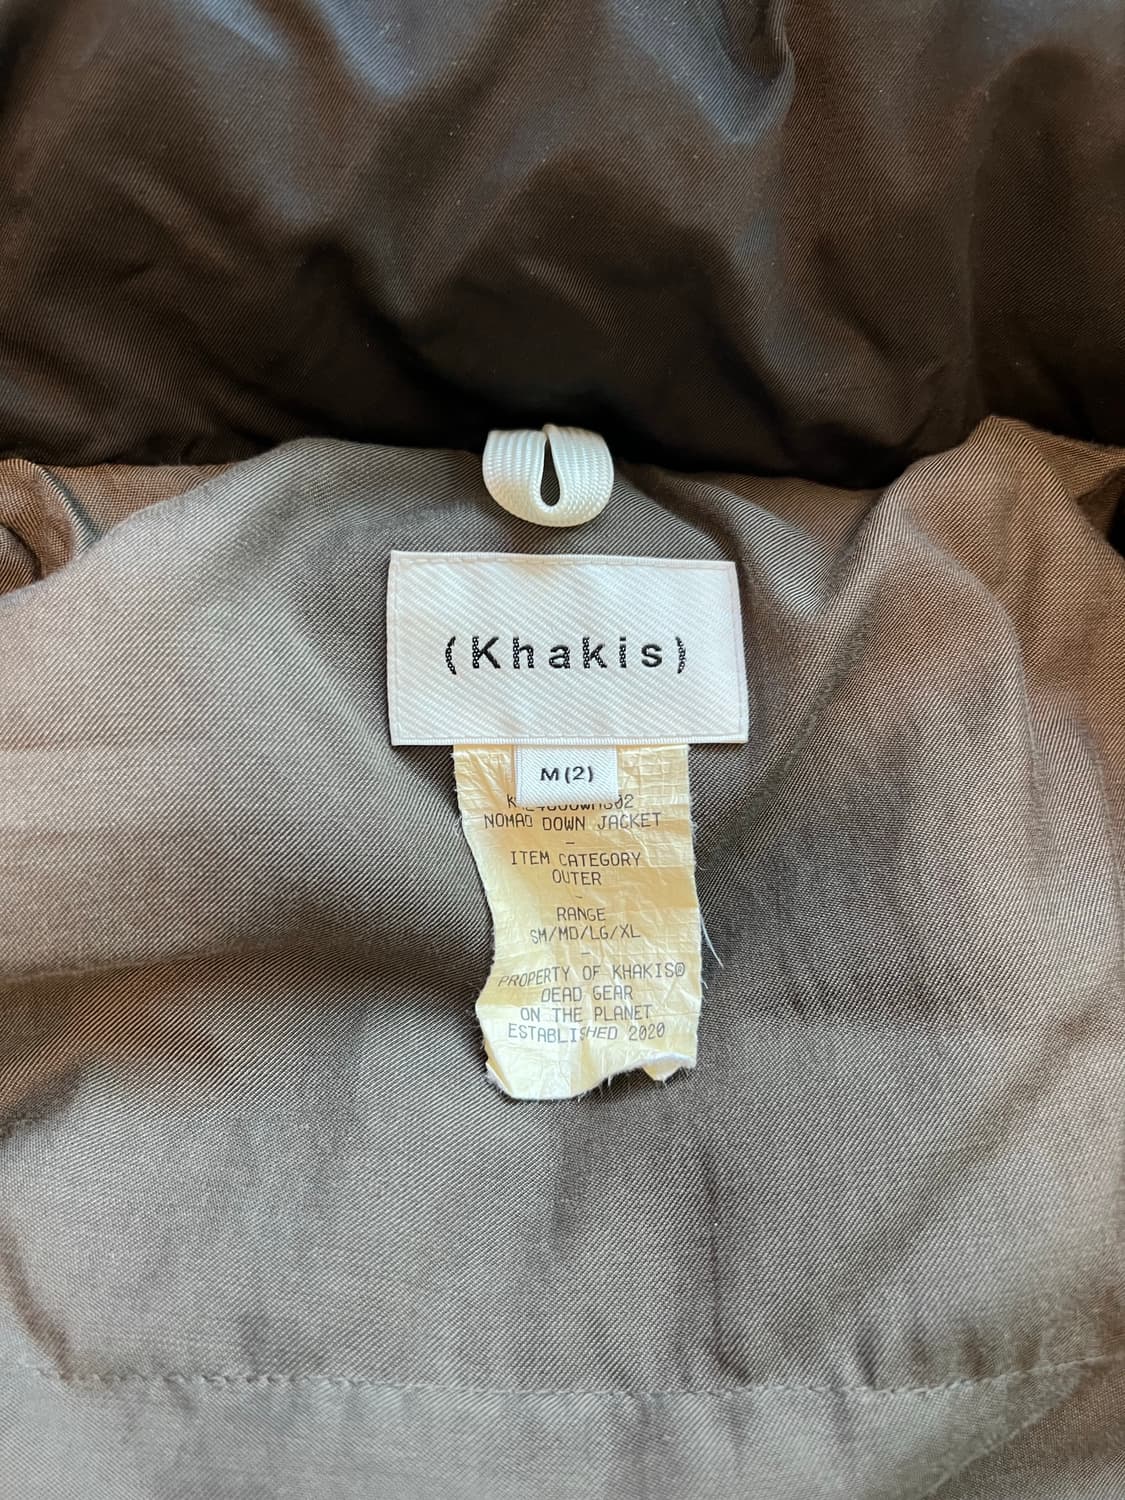 (Khakis)
M(2)
NOMAD DOWN JACKET
-
ITEM CATEGORY
OUTER
-
RANGE
SM/MD/LG/XL
-
PROPERTY OF KHAKIS®
DEAD GEAR
ON THE PLANET
ESTABLISHED 2020